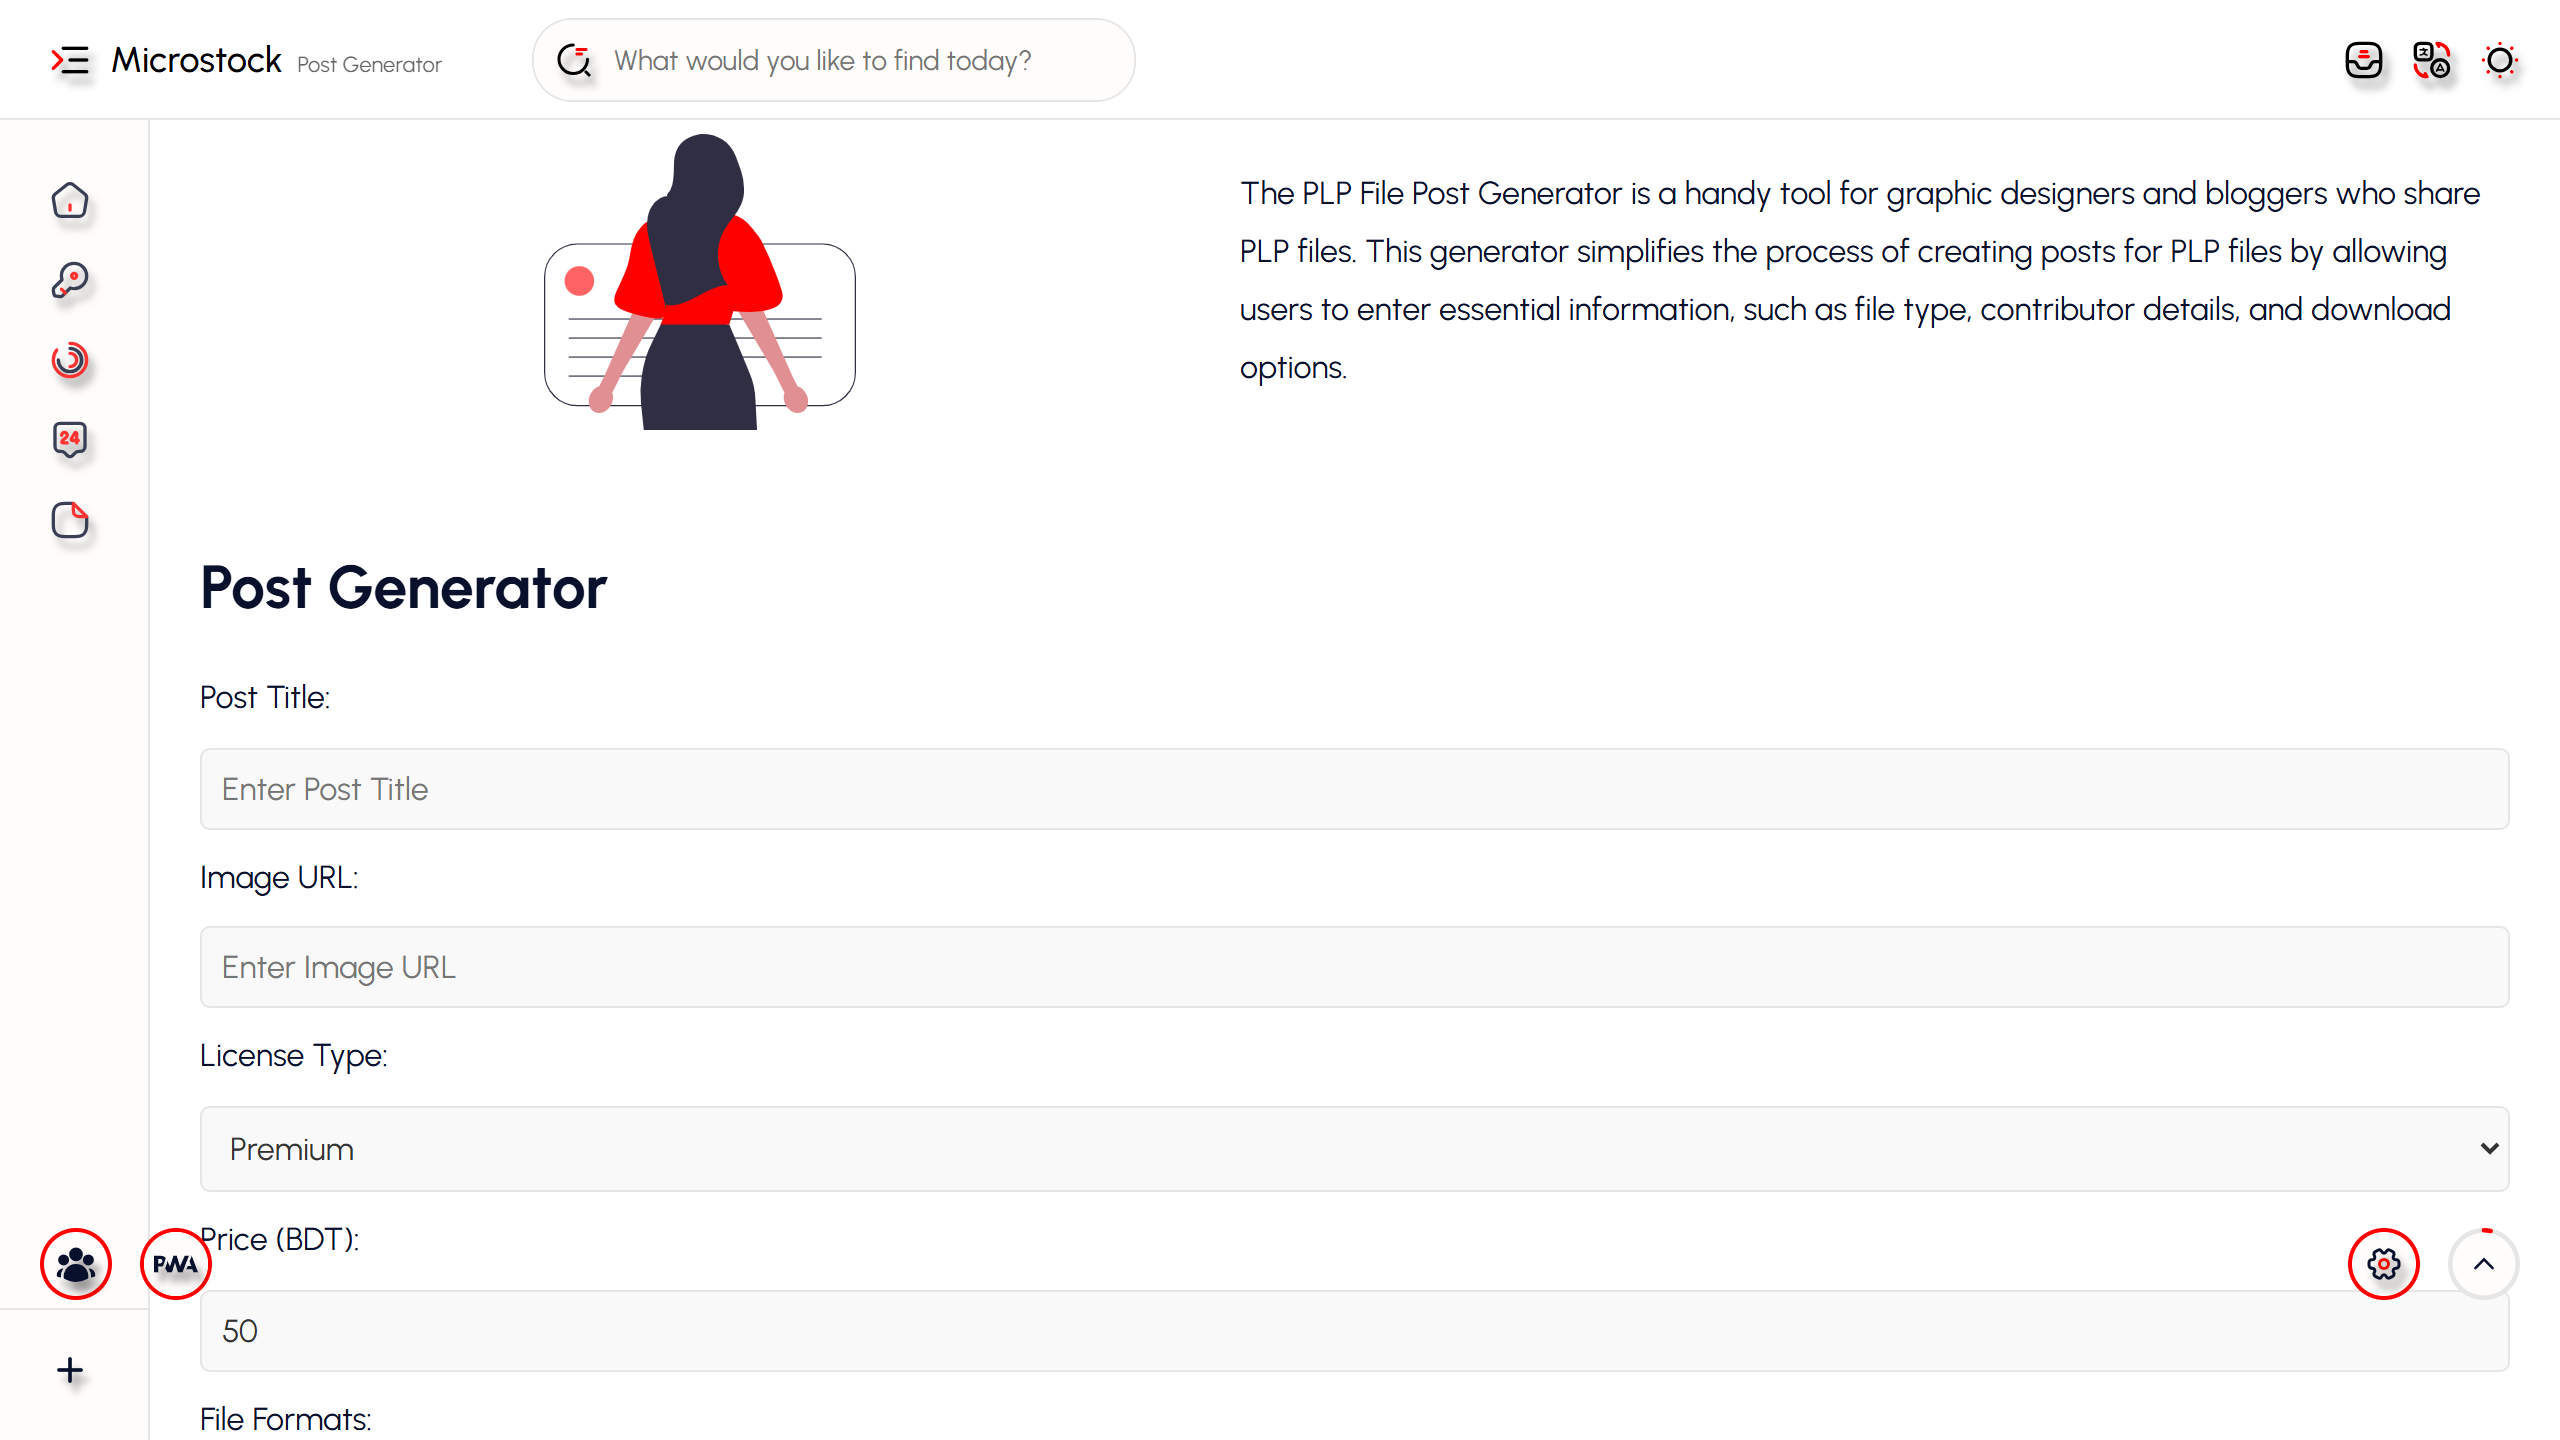 Microstock Post Generator
What would you like to find today?
The PLP File Post Generator is a handy tool for graphic designers and bloggers who share
PLP files. This generator simplifies the process of creating posts for PLP files by allowing
users to enter essential information, such as file type, contributor details, and download
options.
24
Post Generator
Post Title:
Enter Post Title
Image URL:
Enter Image URL
License Type:
Premium
Price (BDT):
PWA
50
File Formats: